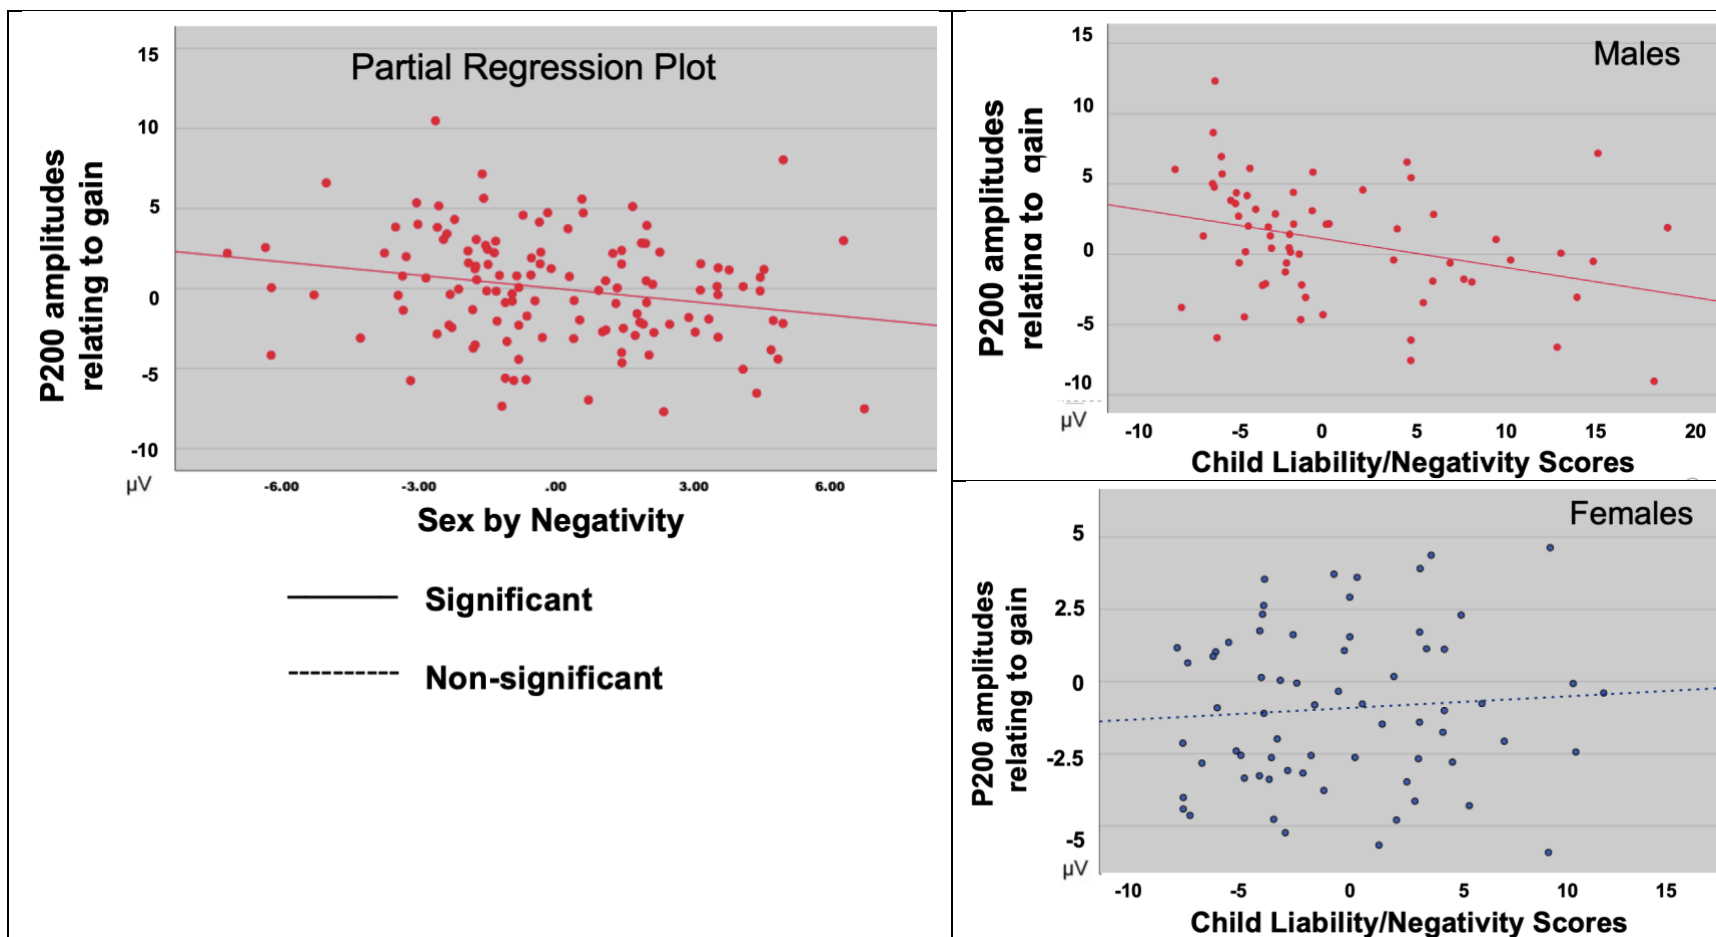 Partial Regression Plot
P200 amplitudes
relating to gain
15
10
5
0
-5
-10
µV
-6.00
-3.00
.00
3.00
6.00
Sex by Negativity
Significant
Non-significant
Males
P200 amplitudes
relating to gain
15
10
5
0
-5
-10
µV
-10
-5
0
5
10
15
20
Child Liability/Negativity Scores
Females
P200 amplitudes
relating to gain
5
2.5
0
-2.5
-5
µV
-10
-5
0
5
10
15
Child Liability/Negativity Scores